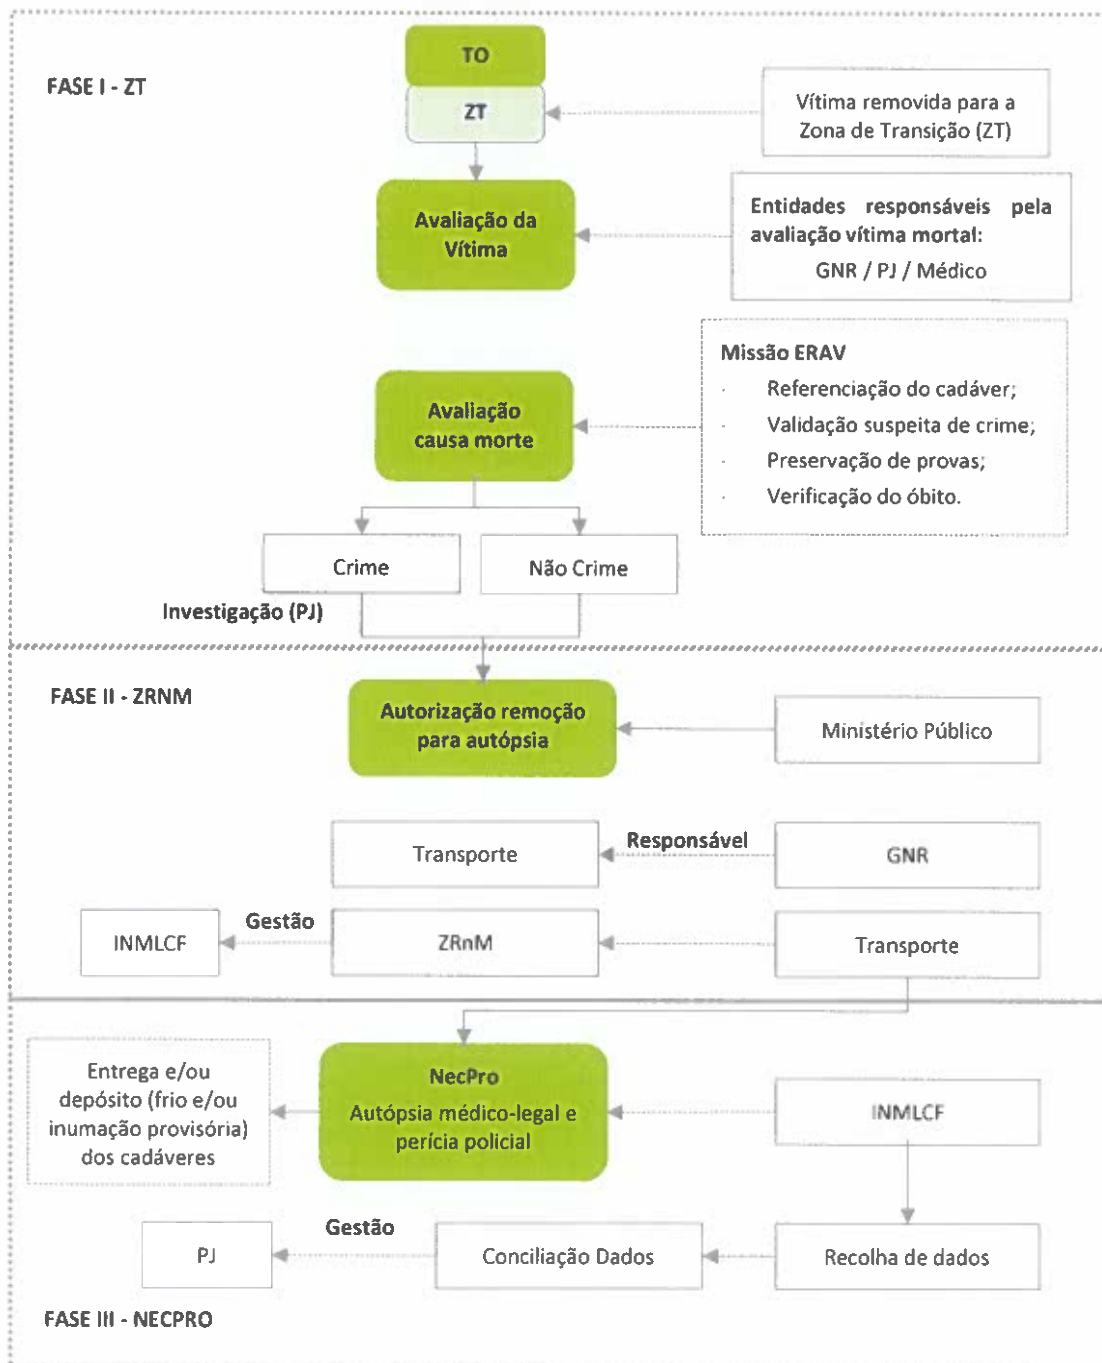 FASE I - ZT
TO
ZT
Vítima removida para a
Zona de Transição (ZT)
Avaliação da
Vítima
Entidades responsáveis pela
avaliação vítima mortal:
GNR / PJ / Médico
Avaliação
causa morte
Missão ERAV
· Referenciação do cadáver;
· Validação suspeita de crime;
· Preservação de provas;
· Verificação do óbito.
Crime
Não Crime
Investigação (PJ)
FASE II - ZRNM
Autorização remoção
para autópsia
Ministério Público
Transporte
Responsável
GNR
INMLCF
Gestão
ZRnM
Transporte
Entrega e/ou
depósito (frio e/ou
inumação provisória)
dos cadáveres
NecPro
Autópsia médico-legal e
perícia policial
INMLCF
PJ
Gestão
Conciliação Dados
Recolha de dados
FASE III - NECPRO